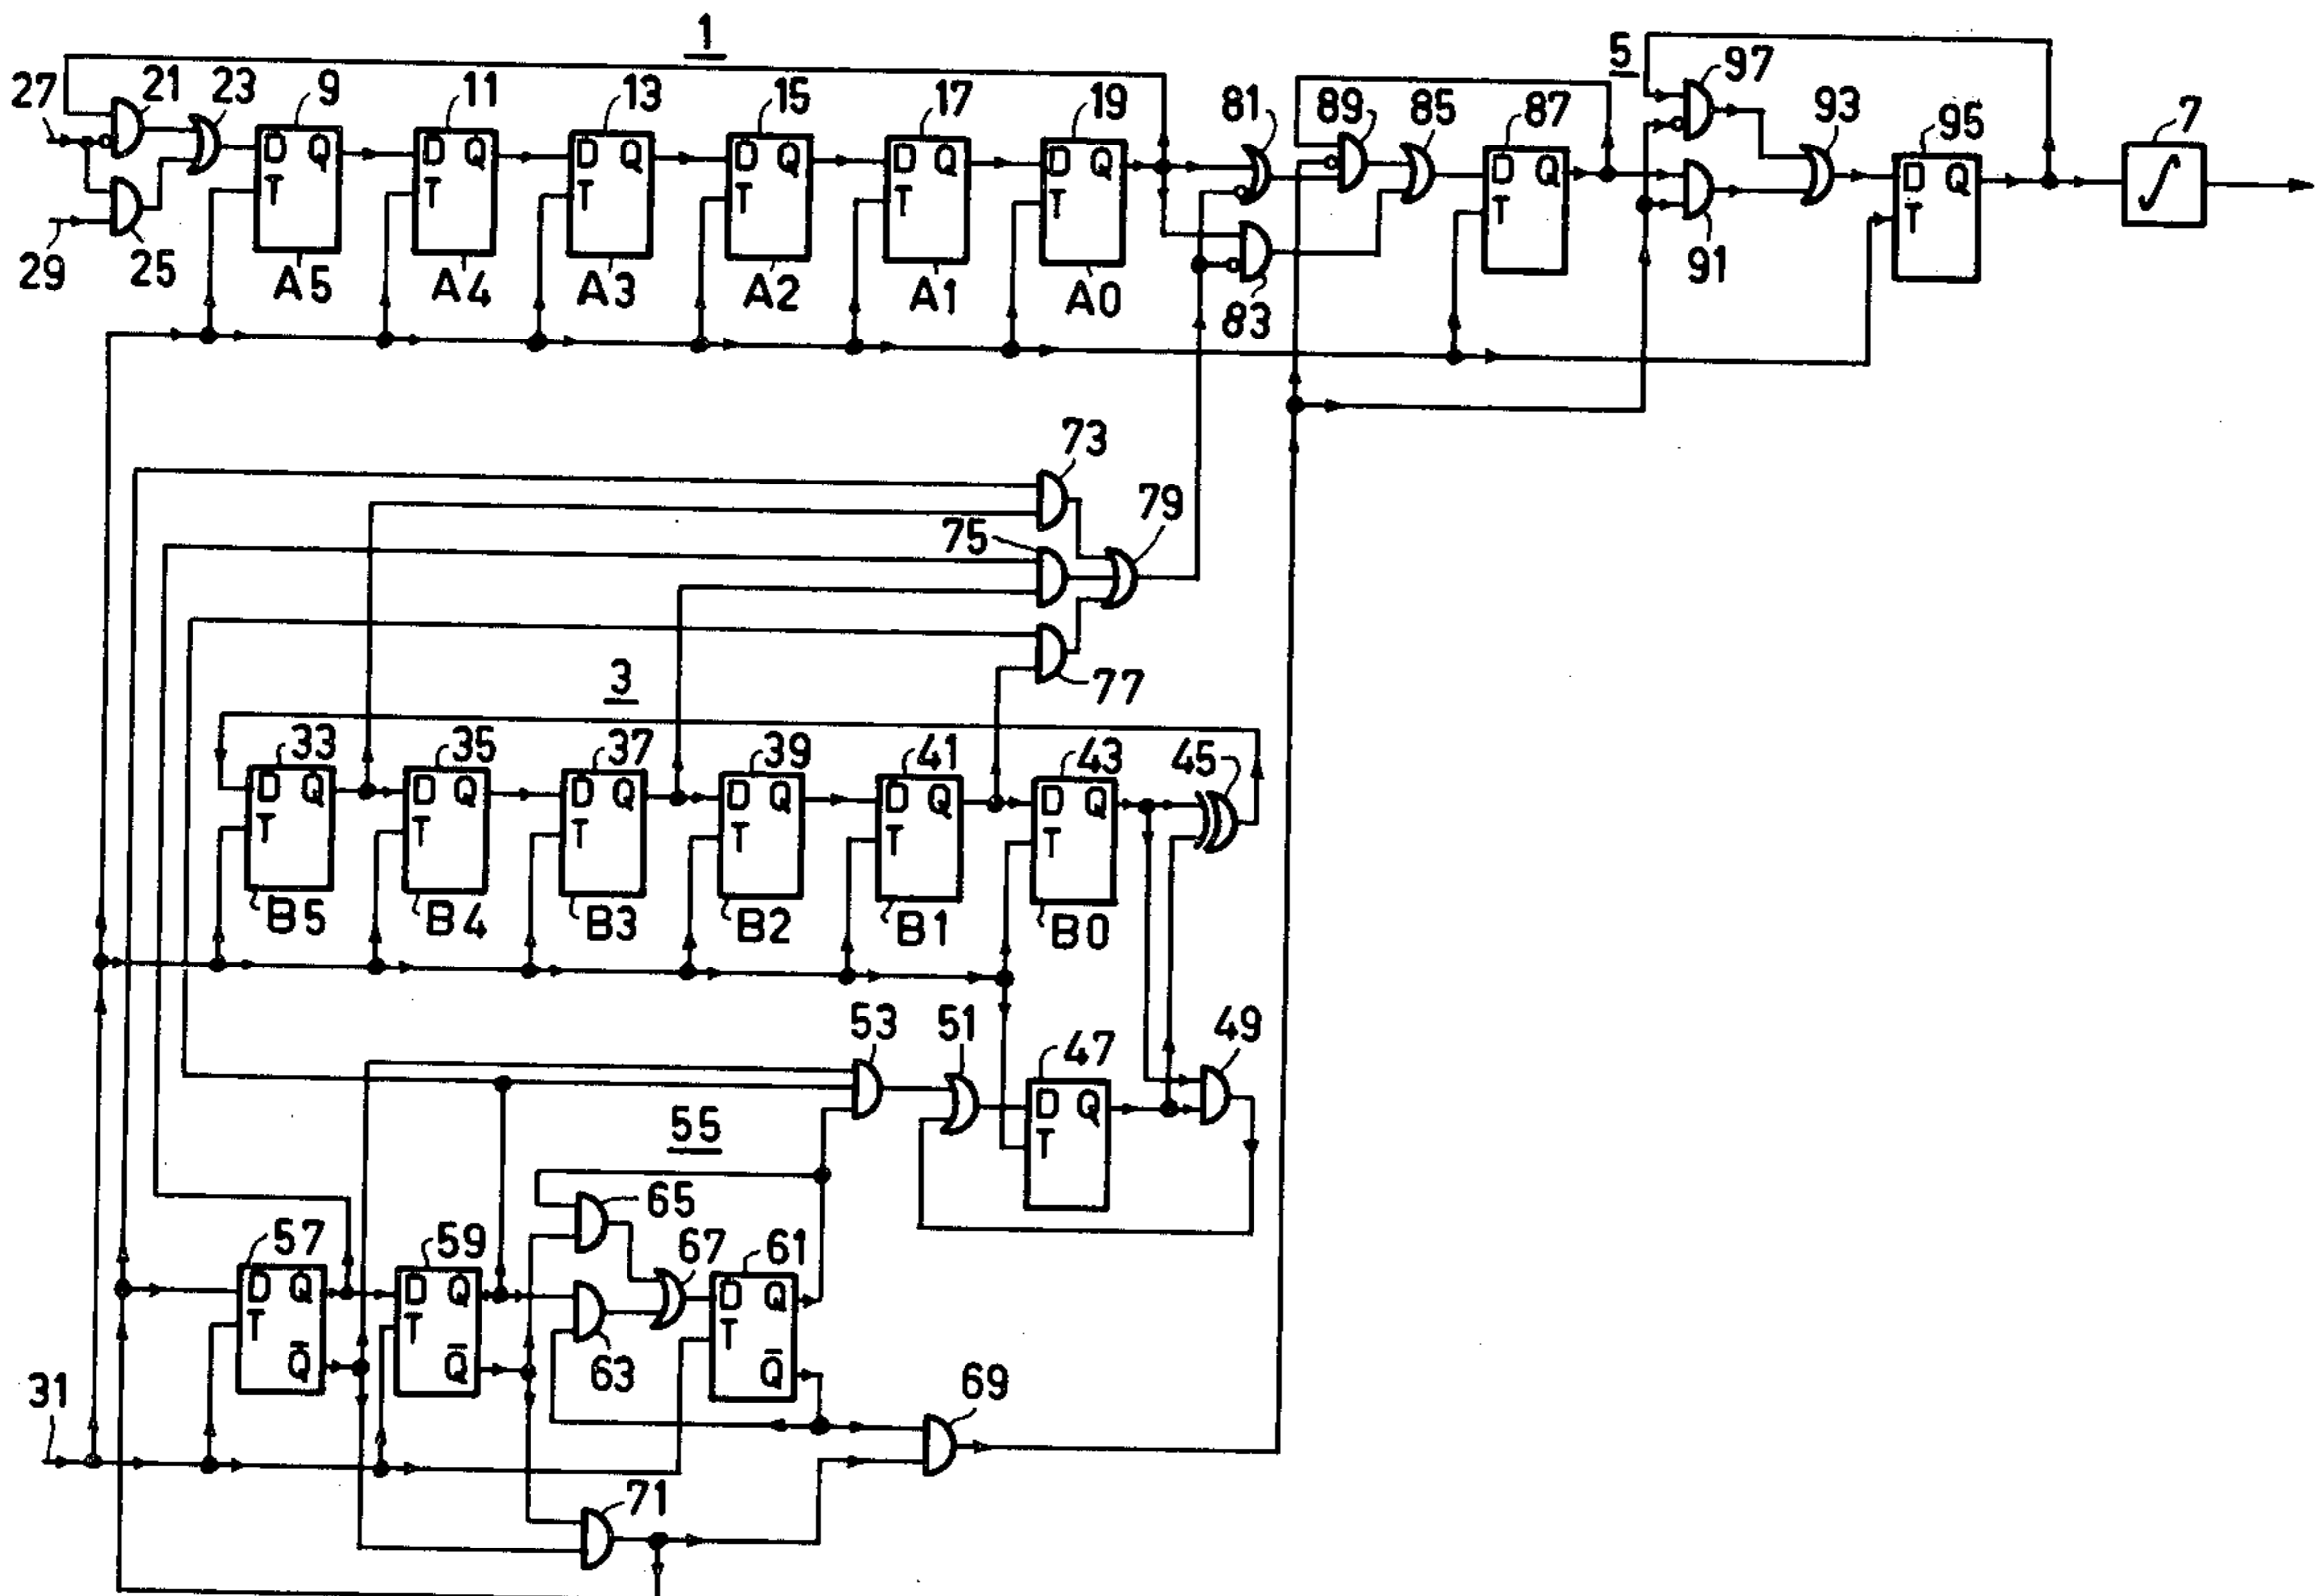 1
5
27
21
23
9
11
13
15
17
19
81
89
85
87
97
93
95
7
D Q
T
D Q
T
D Q
T
D Q
T
D Q
T
D Q
T
D Q
T
D Q
T
∫
29
25
A5
A4
A3
A2
A1
A0
83
91
73
75
79
77
3
33
35
37
39
41
43
45
D Q
T
D Q
T
D Q
T
D Q
T
D Q
T
D Q
T
B5
B4
B3
B2
B1
B0
53
51
47
49
D Q
T
55
65
57
59
67
61
D Q
T
Q̅
D Q
T
Q̅
D Q
T
Q̅
63
31
69
71